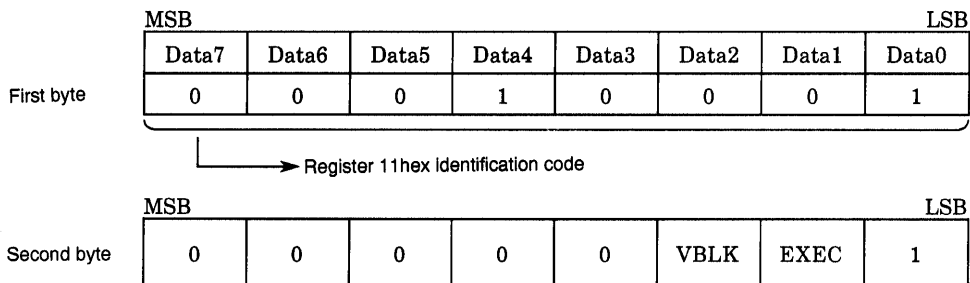 MSB LSB
Data7 Data6 Data5 Data4 Data3 Data2 Data1 Data0
First byte 0 0 0 1 0 0 0 1
Register 11hex identification code
MSB LSB
Second byte 0 0 0 0 0 VBLK EXEC 1